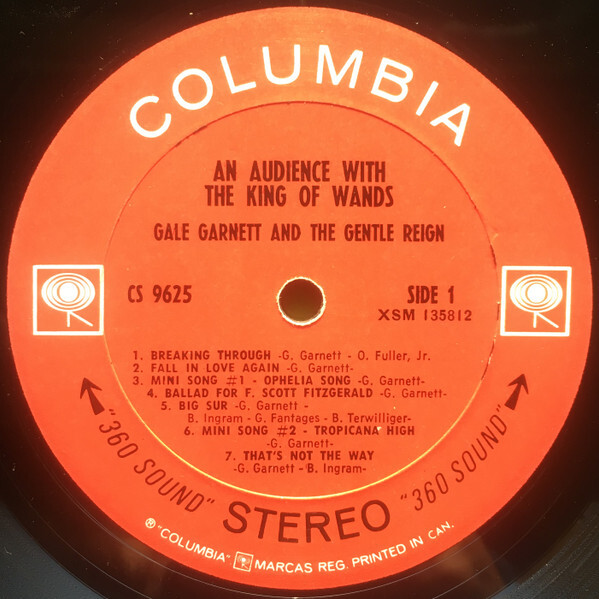 COLUMBIA
AN AUDIENCE WITH
THE KING OF WANDS
GALE GARNETT AND THE GENTLE REIGN
CS 9625
SIDE 1
XSM 135812
1. BREAKING THROUGH -G. Garnett - O. Fuller, Jr.
2. FALL IN LOVE AGAIN -G. Garnett-
3. MINI SONG #1 - OPHELIA SONG -G. Garnett-
4. BALLAD FOR F. SCOTT FITZGERALD -G. Garnett-
5. BIG SUR -G. Garnett -
B. Ingram - G. Fantages - B. Terwilliger-
6. MINI SONG #2 - TROPICANA HIGH
-G. Garnett-
7. THAT'S NOT THE WAY
-G. Garnett - B. Ingram-
"360 SOUND" STEREO "360 SOUND"
® "COLUMBIA" MARCAS REG. PRINTED IN CAN.